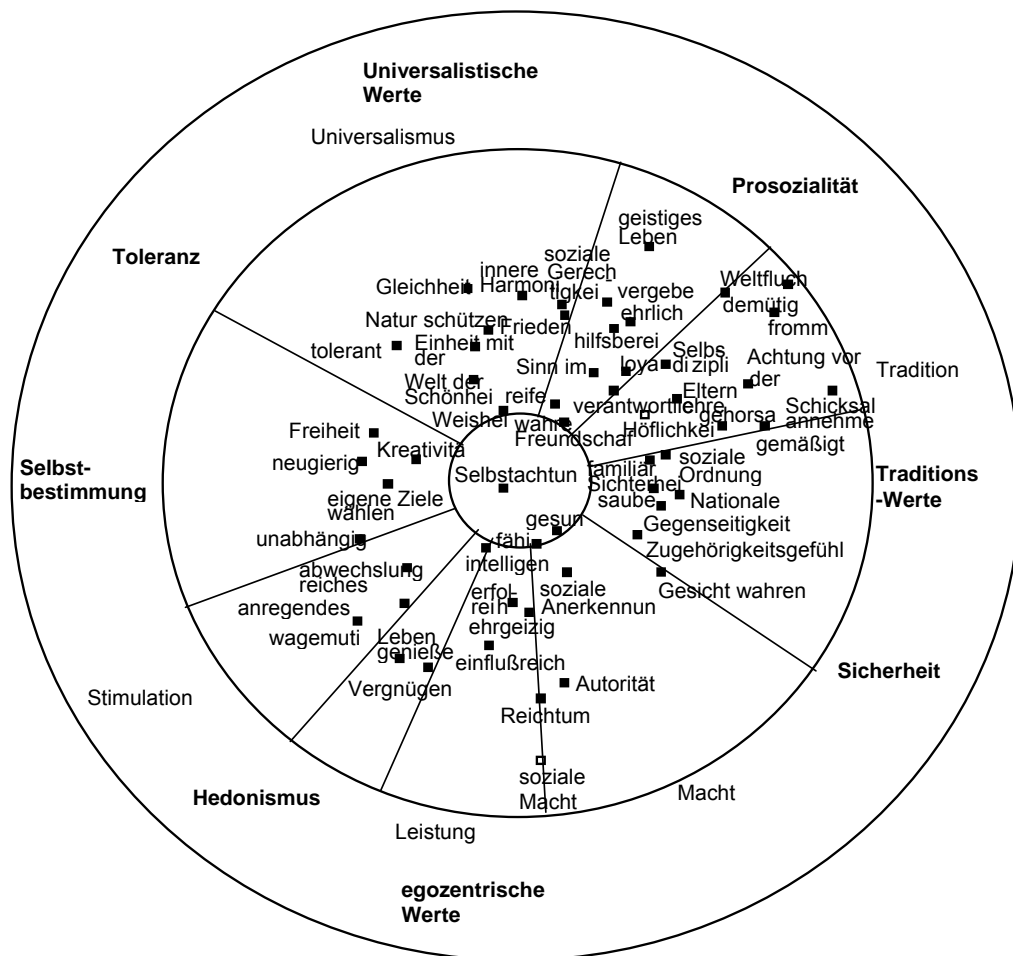 Universalistische
Werte
Universalismus
Prosozialität
geistiges
Leben
Toleranz
soziale
Gerech
tigkei
innere
Harmoni
Gleichheit
Weltfluch
demütig
fromm
vergebe
ehrlich
Natur schützen
Frieden
hilfsberei
tolerant
Einheit mit
der
Sinn im
loya
Selbs
di zipli
Achtung vor
der
Tradition
Welt der
Schönhei
reife
Weishei
Eltern
verantwortl
ehre
Schicksal
annehme
gehorsa
wahre
Freundschaf
Höflichkei
gemäßigt
Freiheit
Kreativitä
neugierig
Selbst-
bestimmung
Selbstachtun
familiär
Sichterhei
soziale
Ordnung
saube
Nationale
Traditions
-Werte
eigene Ziele
wählen
gesun
Gegenseitigkeit
unabhängig
fähi
intelligen
Zugehörigkeitsgefühl
abwechslung
reiches
soziale
Anerkennun
Gesicht wahren
anregendes
wagemuti
erfol-
rei h
ehrgeizig
Leben
genieße
einflußreich
Sicherheit
Vergnügen
Autorität
Stimulation
Reichtum
soziale
Macht
Macht
Hedonismus
Leistung
egozentrische
Werte